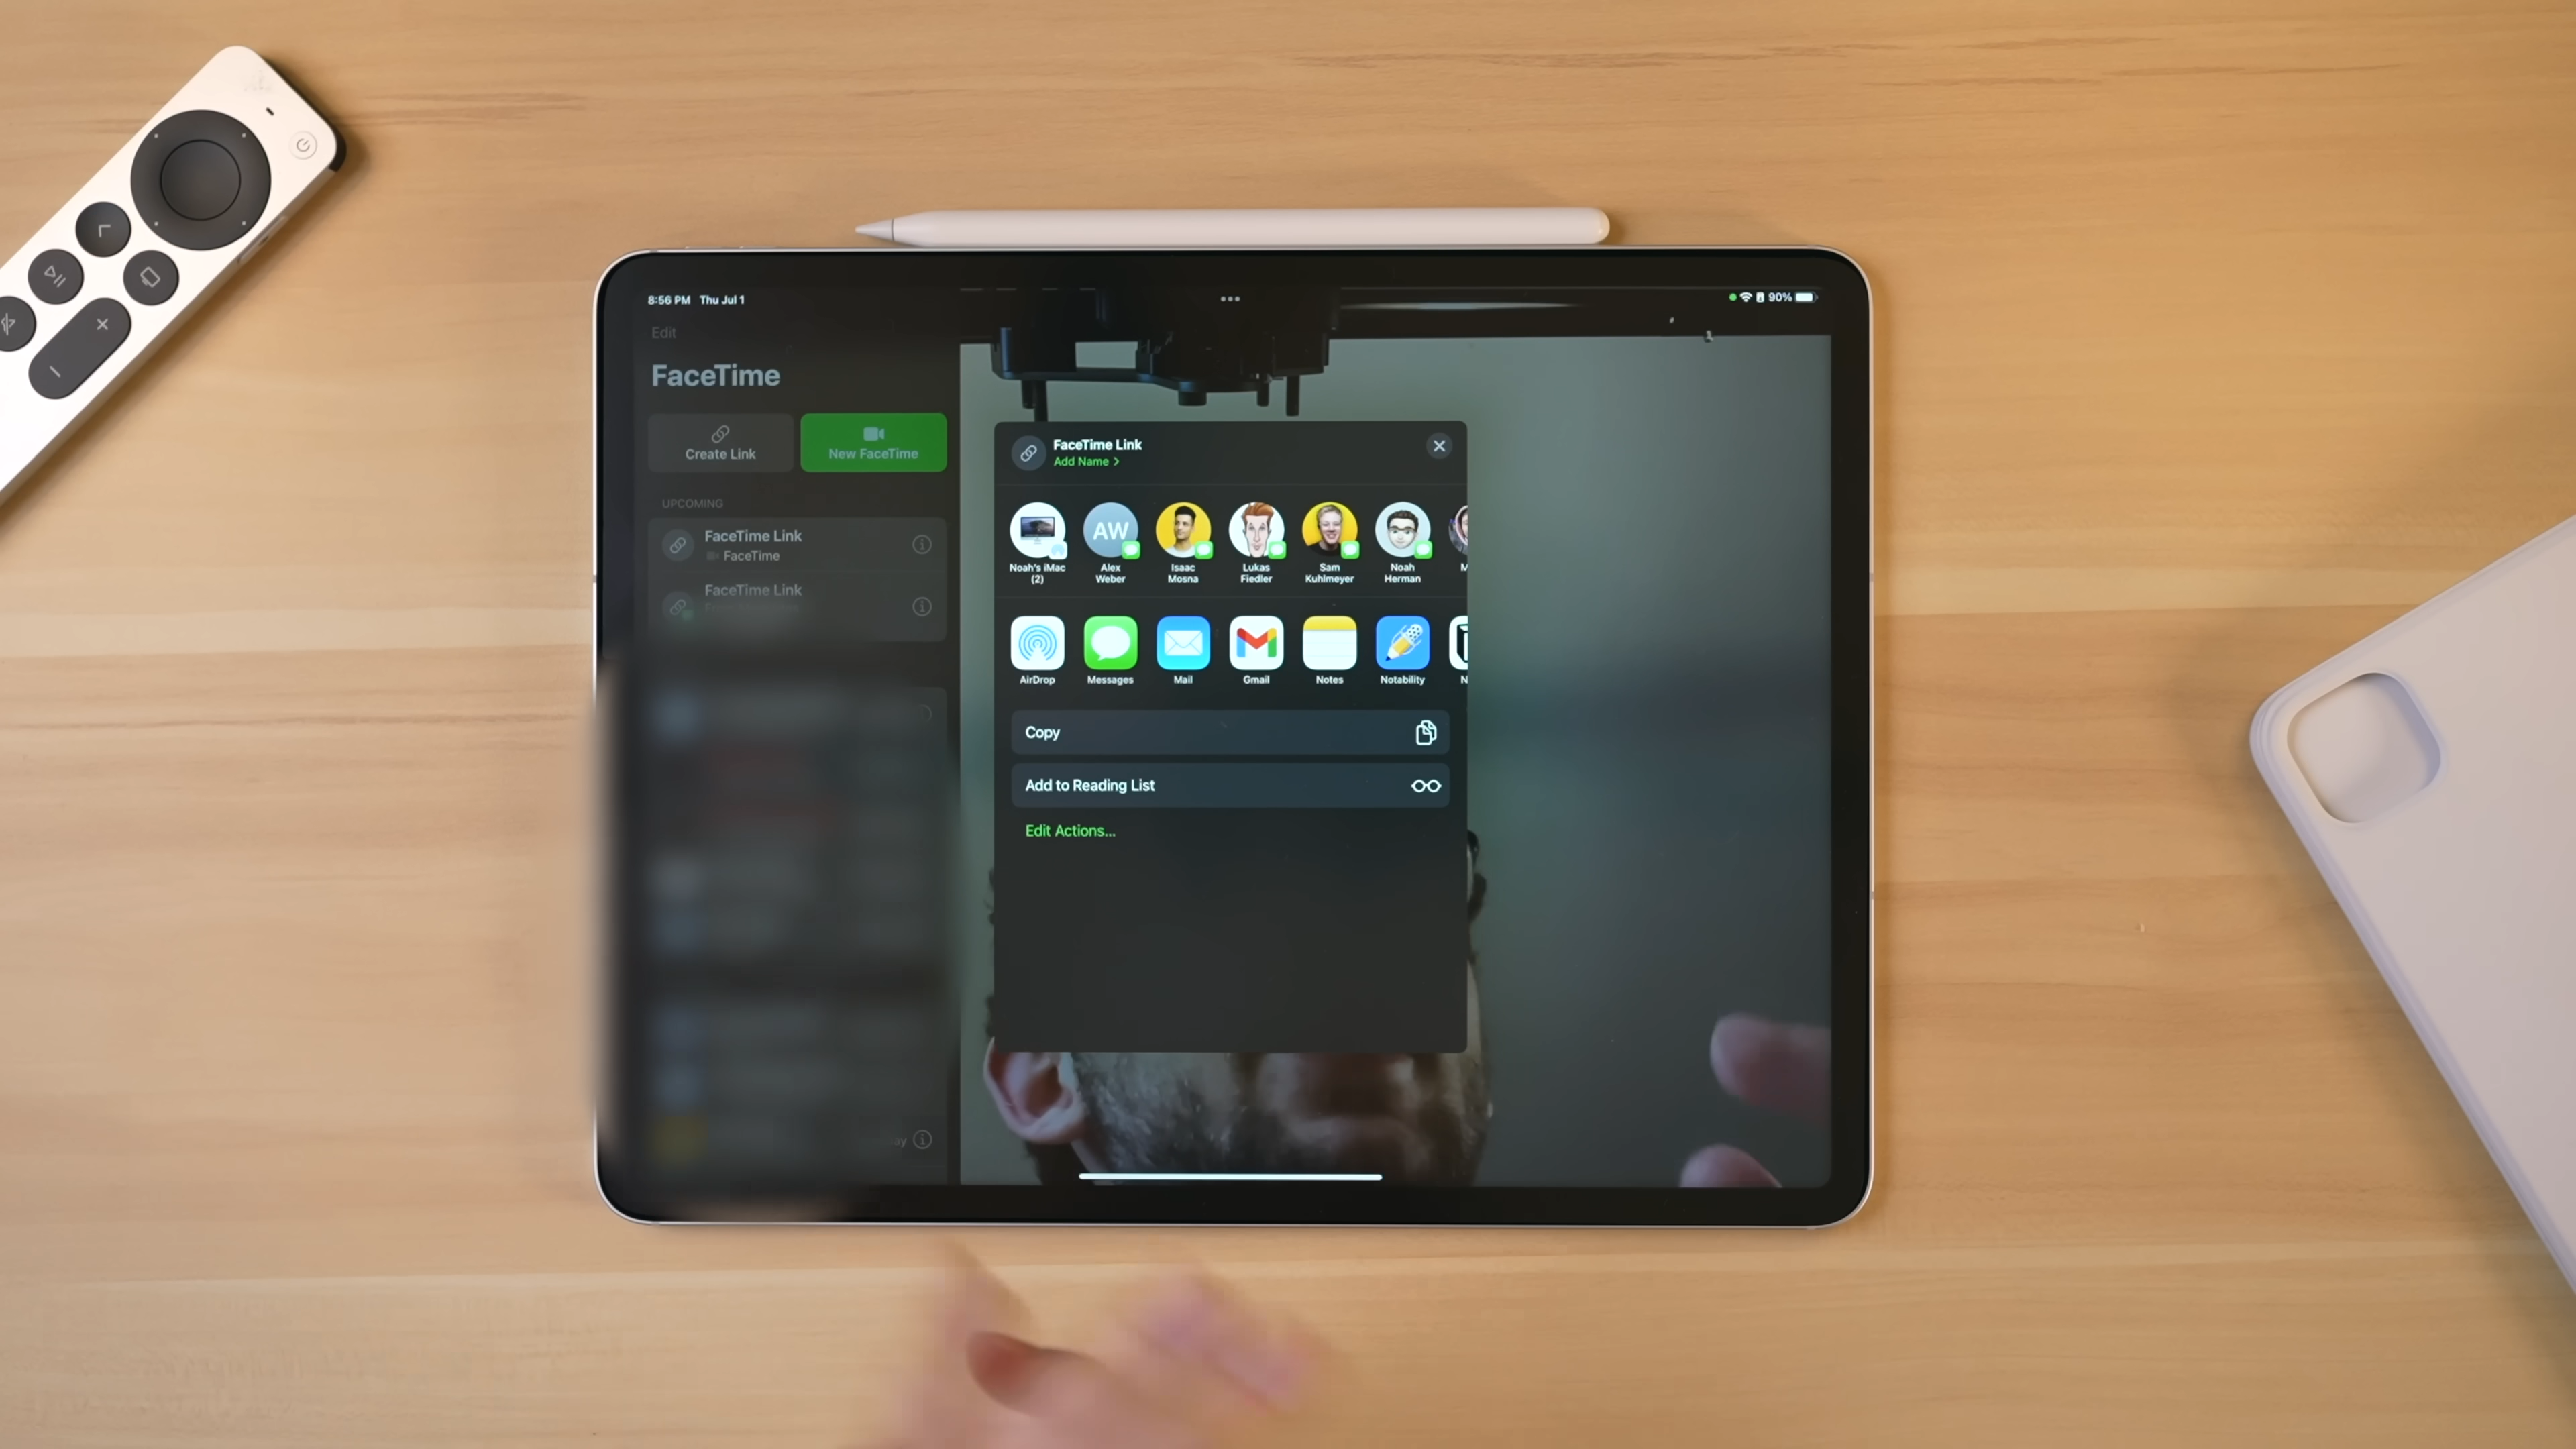 8:56 PM Thu Jul 1
90%
Edit
FaceTime
Create Link
New FaceTime
UPCOMING
FaceTime Link
FaceTime
FaceTime Link
FaceTime Link
Add Name >
AW
Noah's iMac
(2)
Alex
Weber
Isaac
Mosna
Lukas
Fiedler
Sam
Kuhlmeyer
Noah
Herman
M
AirDrop
Messages
Mail
Gmail
Notes
Notability
N
Copy
Add to Reading List
Edit Actions...